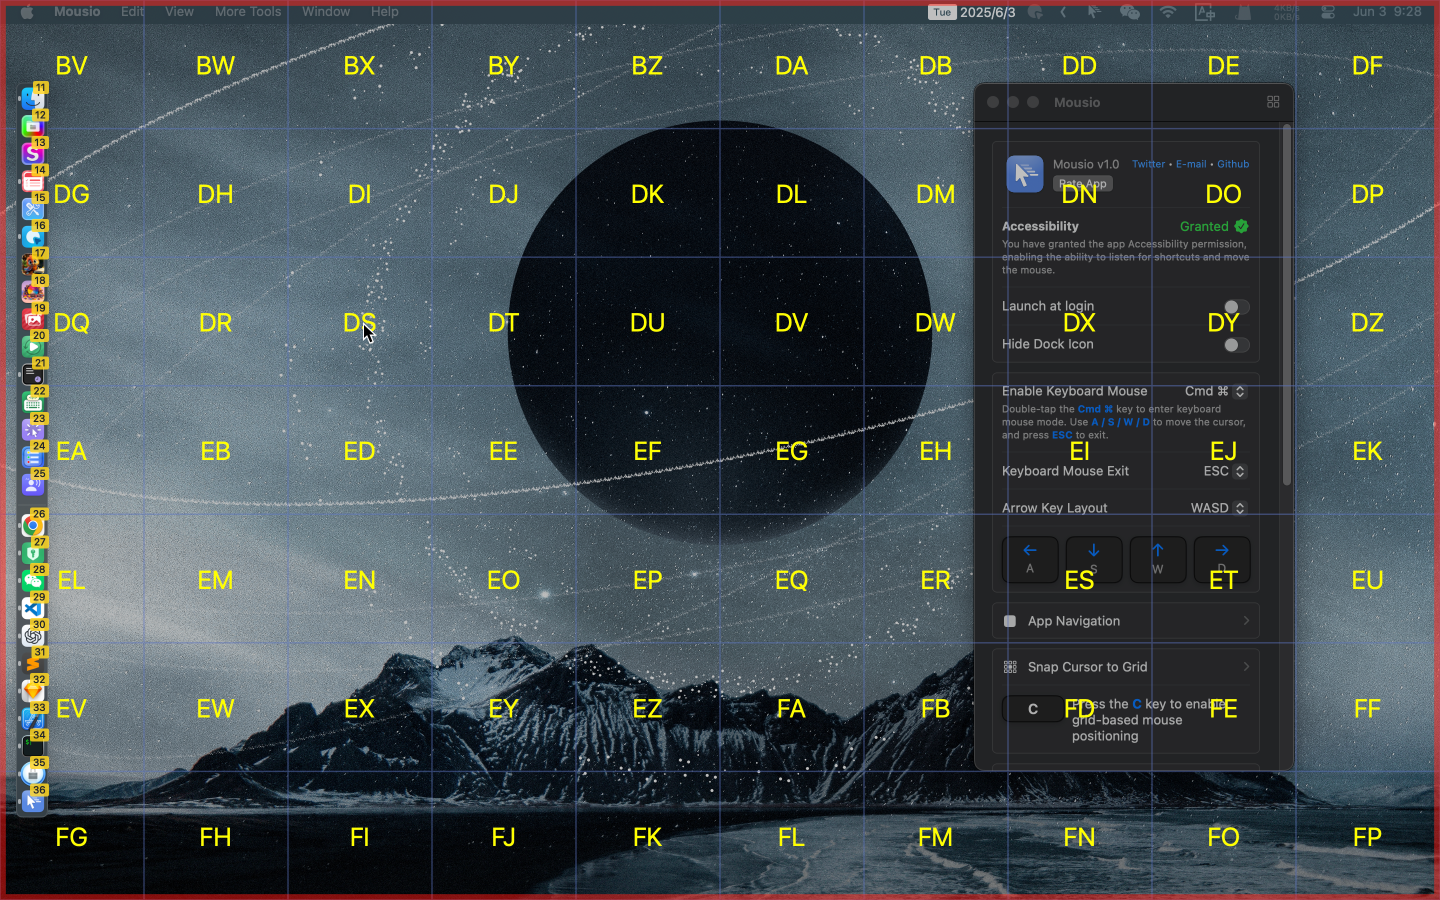 Mousio Edit View More Tools Window Help Tue 2025/6/3 Jun 3 9:28
BV BW BX BY BZ DA DB DD DE DF
11
12
13
14
15
16
17
18
19
20
21
22
23
24
25
26
27
28
29
30
31
32
33
34
35
36
DG DH DI DJ DK DL DM DN DO DP
DQ DR DS DT DU DV DW DX DY DZ
EA EB ED EE EF EG EH EI EJ EK
EL EM EN EO EP EQ ER ES ET EU
EV EW EX EY EZ FA FB FD FE FF
FG FH FI FJ FK FL FM FN FO FP
Mousio
Mousio v1.0 Twitter • E-mail • Github
Rate App
Accessibility Granted
You have granted the app Accessibility permission,
enabling the ability to listen for shortcuts and move
the mouse.
Launch at login
Hide Dock Icon
Enable Keyboard Mouse Cmd ⌘
Double-tap the Cmd ⌘ key to enter keyboard
mouse mode. Use A / S / W / D to move the cursor,
and press ESC to exit.
Keyboard Mouse Exit ESC
Arrow Key Layout WASD
← ↓ ↑ →
A S W D
App Navigation
Snap Cursor to Grid
C
Press the C key to enable
grid-based mouse
positioning